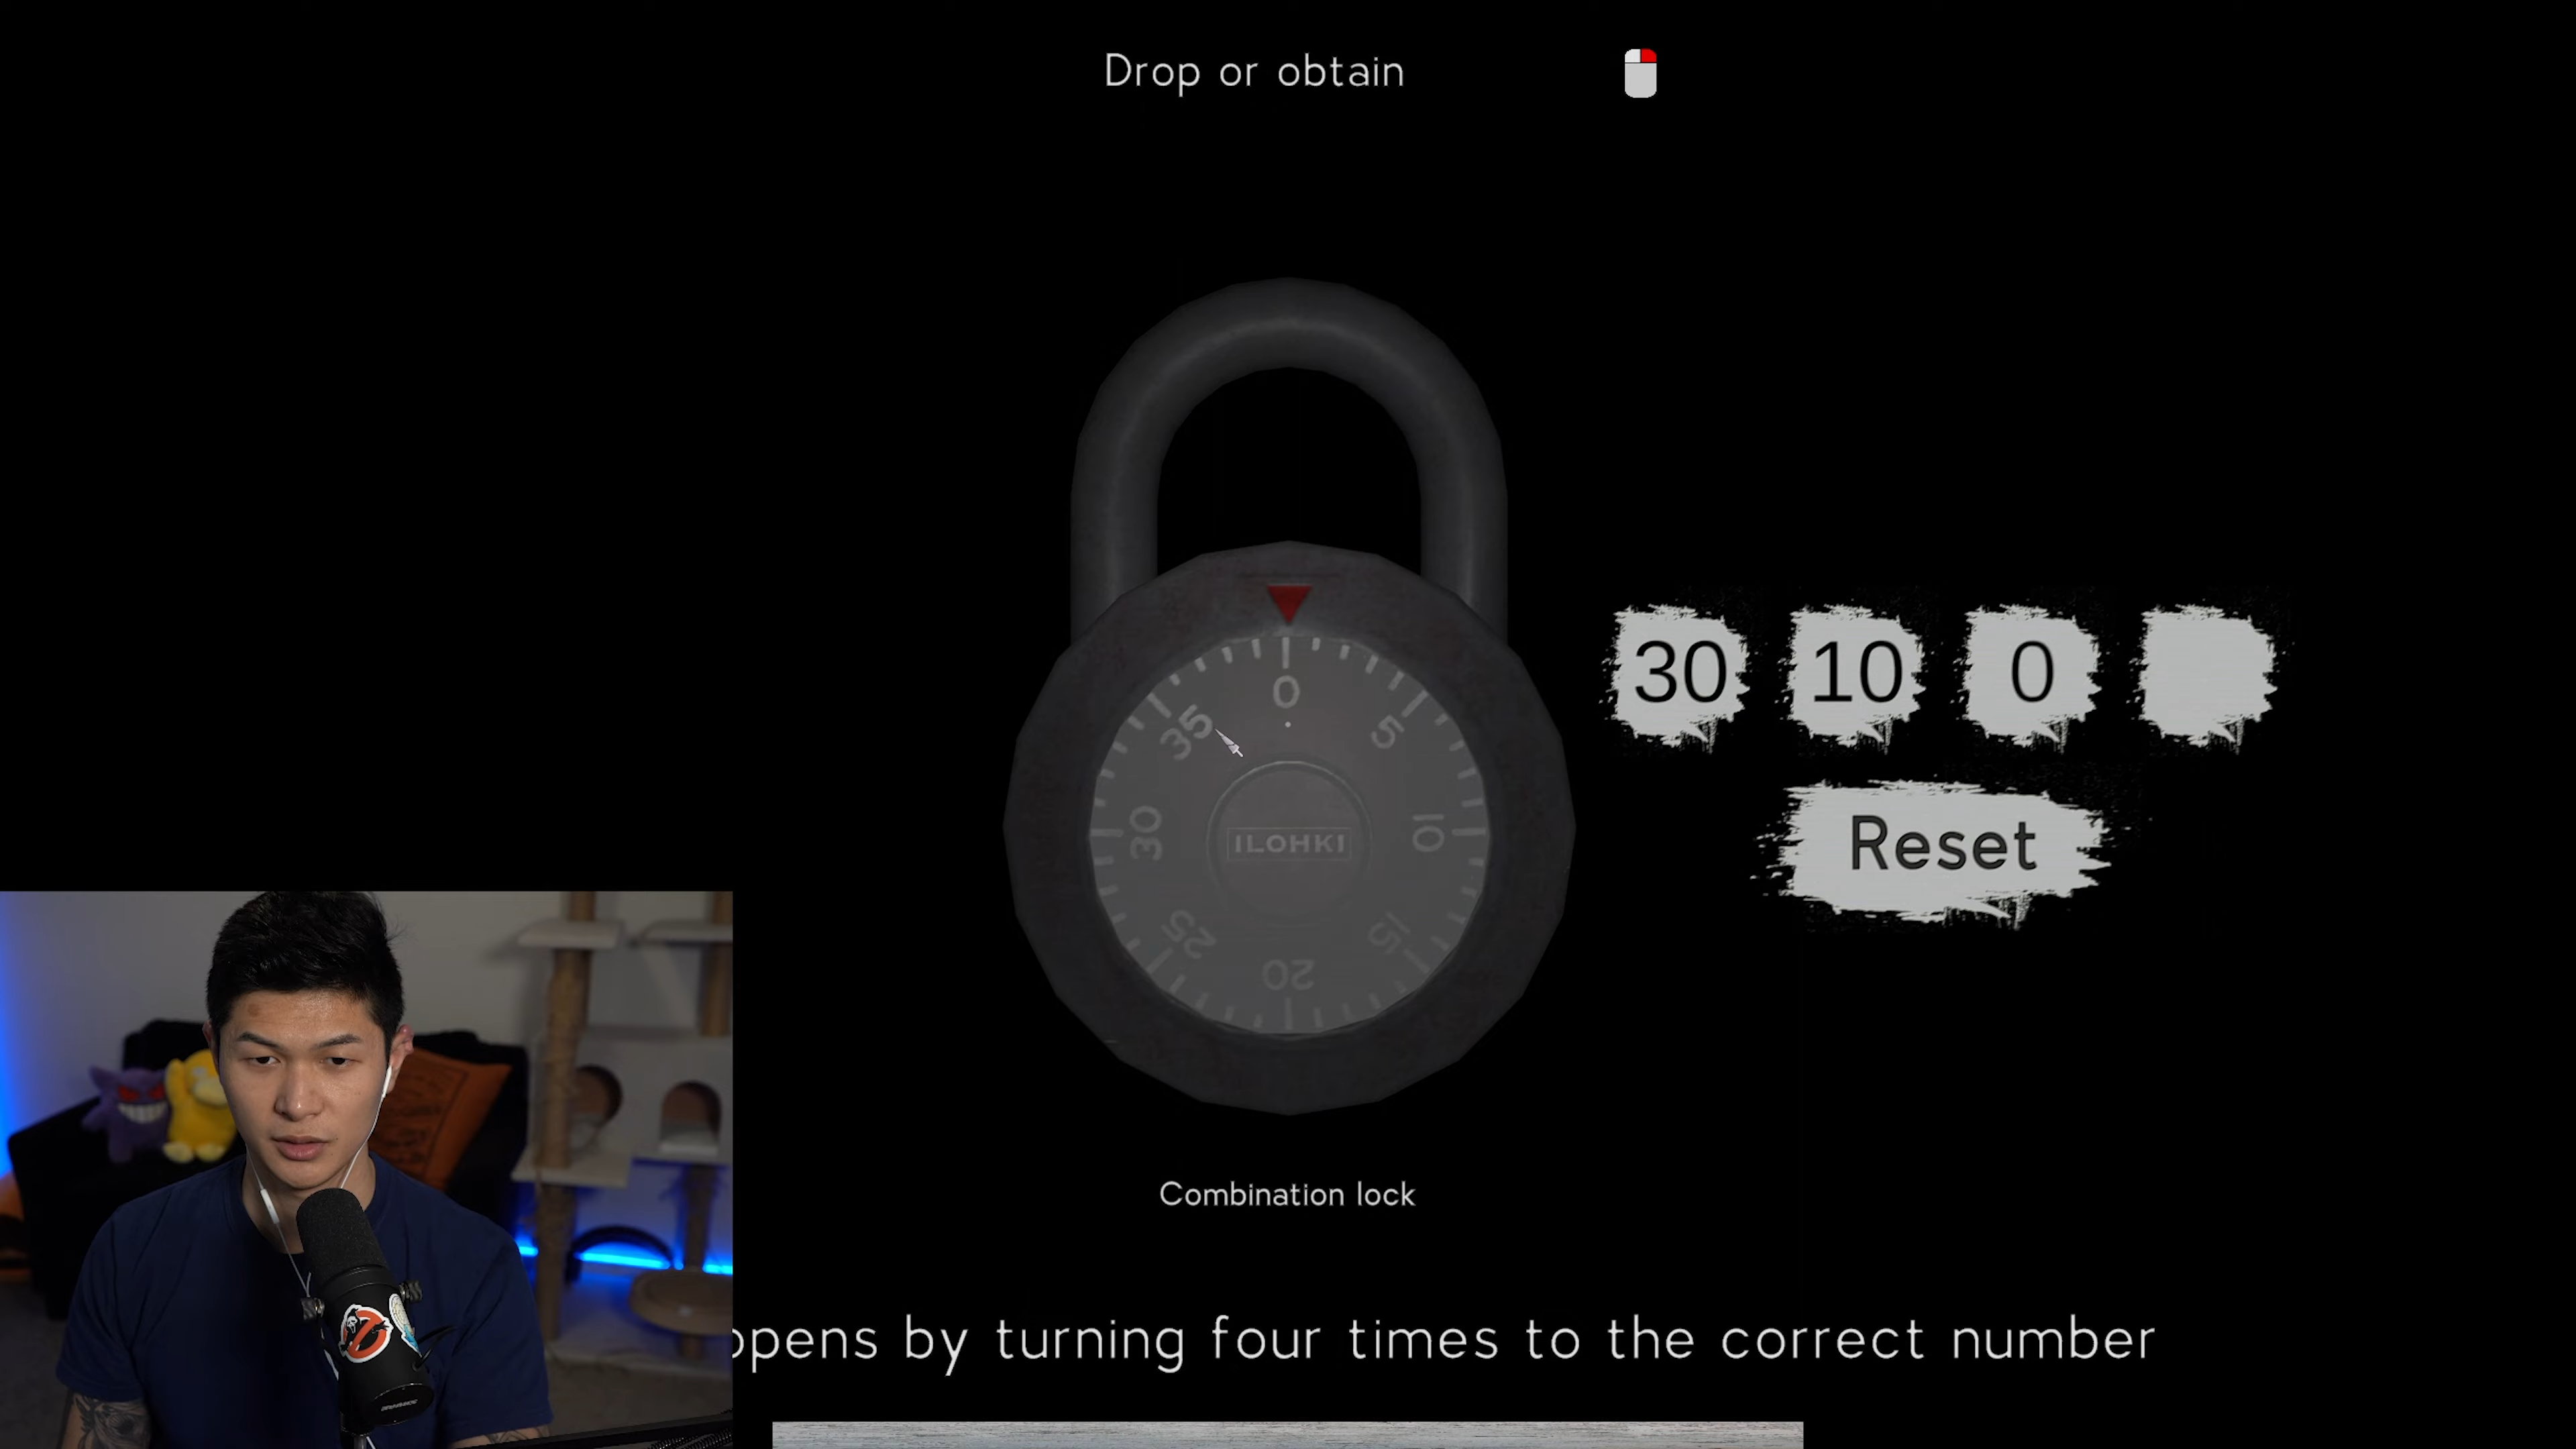 Drop or obtain
0
5
10
15
20
25
30
35
ILOHKI
30 10 0
Reset
Combination lock
opens by turning four times to the correct number